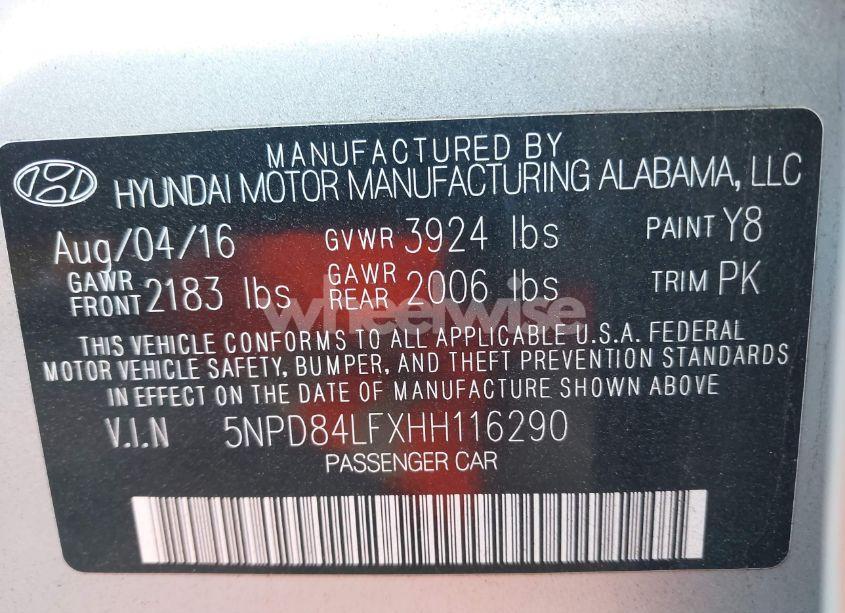 MANUFACTURED BY
HYUNDAI MOTOR MANUFACTURING ALABAMA, LLC
Aug/04/16 GVWR 3924 lbs PAINT Y8
GAWR FRONT 2183 lbs GAWR REAR 2006 lbs TRIM PK
wheelwise
THIS VEHICLE CONFORMS TO ALL APPLICABLE U.S.A. FEDERAL
MOTOR VEHICLE SAFETY, BUMPER, AND THEFT PREVENTION STANDARDS
IN EFFECT ON THE DATE OF MANUFACTURE SHOWN ABOVE
V.I.N 5NPD84LFXHH116290
PASSENGER CAR